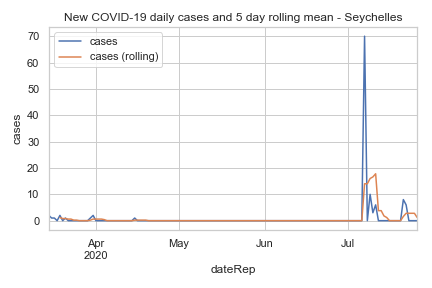 New COVID-19 daily cases and 5 day rolling mean - Seychelles
cases
cases (rolling)
70
60
50
40
30
20
10
0
cases
Apr
2020
May
Jun
Jul
dateRep